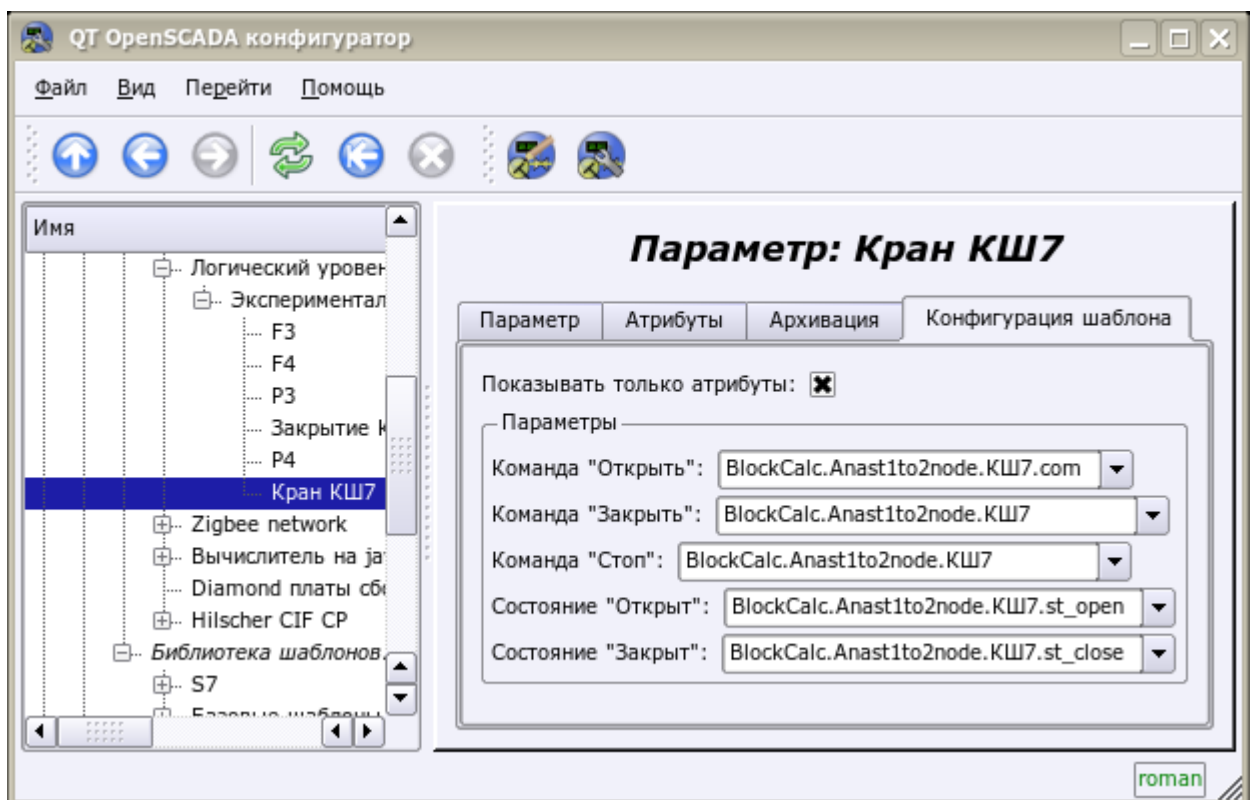 QT OpenSCADA конфигуратор
Файл Вид Перейти Помощь
Имя
Логический уровен
Экспериментал
F3
F4
P3
Закрытие К
P4
Кран КШ7
Zigbee network
Вычислитель на ja
Diamond платы сбо
Hilscher CIF CP
Библиотека шаблонов
S7
Базовые шаблоны
Параметр: Кран КШ7
Параметр Атрибуты Архивация Конфигурация шаблона
Показывать только атрибуты:
Параметры
Команда "Открыть": BlockCalc.Anast1to2node.КШ7.com
Команда "Закрыть": BlockCalc.Anast1to2node.КШ7
Команда "Стоп": BlockCalc.Anast1to2node.КШ7
Состояние "Открыт": BlockCalc.Anast1to2node.КШ7.st_open
Состояние "Закрыт": BlockCalc.Anast1to2node.КШ7.st_close
roman